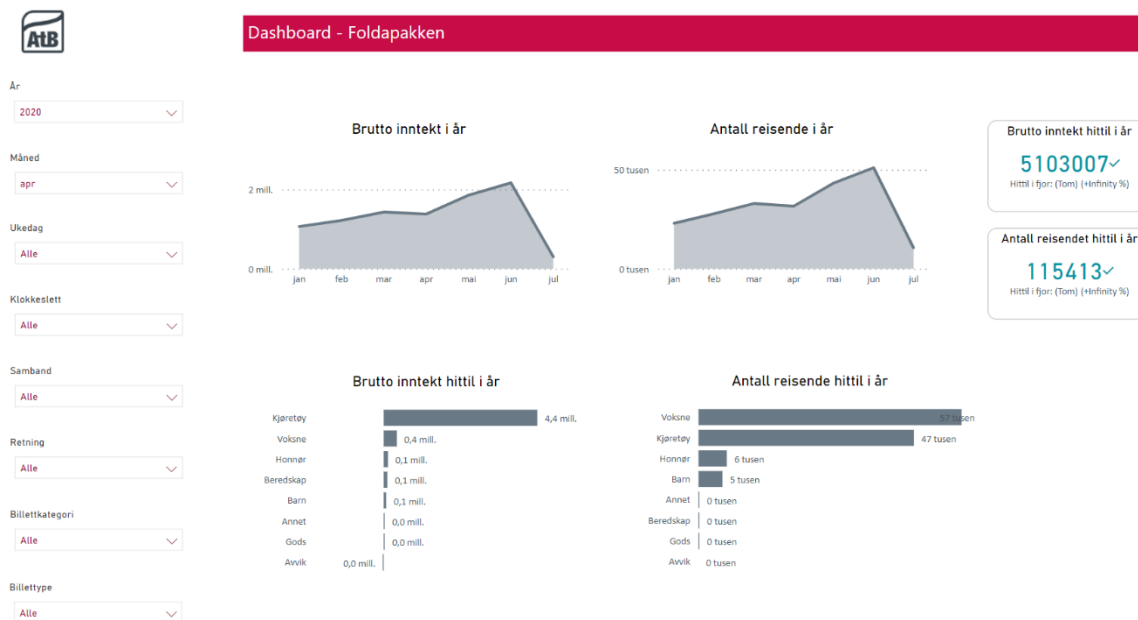 AtB
Dashboard - Foldapakken
År
2020
Måned
apr
Ukedag
Alle
Klokkeslett
Alle
Samband
Alle
Retning
Alle
Billettkategori
Alle
Billettype
Alle
Brutto inntekt i år
2 mill.
0 mill.
jan feb mar apr mai jun jul
Antall reisende i år
50 tusen
0 tusen
jan feb mar apr mai jun jul
Brutto inntekt hittil i år
5103007
Hittil i fjor: (Tom) (+Infinity %)
Antall reisendet hittil i år
115413
Hittil i fjor: (Tom) (+Infinity %)
Brutto inntekt hittil i år
Kjøretøy 4,4 mill.
Voksne 0,4 mill.
Honnør 0,1 mill.
Beredskap 0,1 mill.
Barn 0,1 mill.
Annet 0,0 mill.
Gods 0,0 mill.
Avvik 0,0 mill.
Antall reisende hittil i år
Voksne 57 tusen
Kjøretøy 47 tusen
Honnør 6 tusen
Barn 5 tusen
Annet 0 tusen
Beredskap 0 tusen
Gods 0 tusen
Avvik 0 tusen